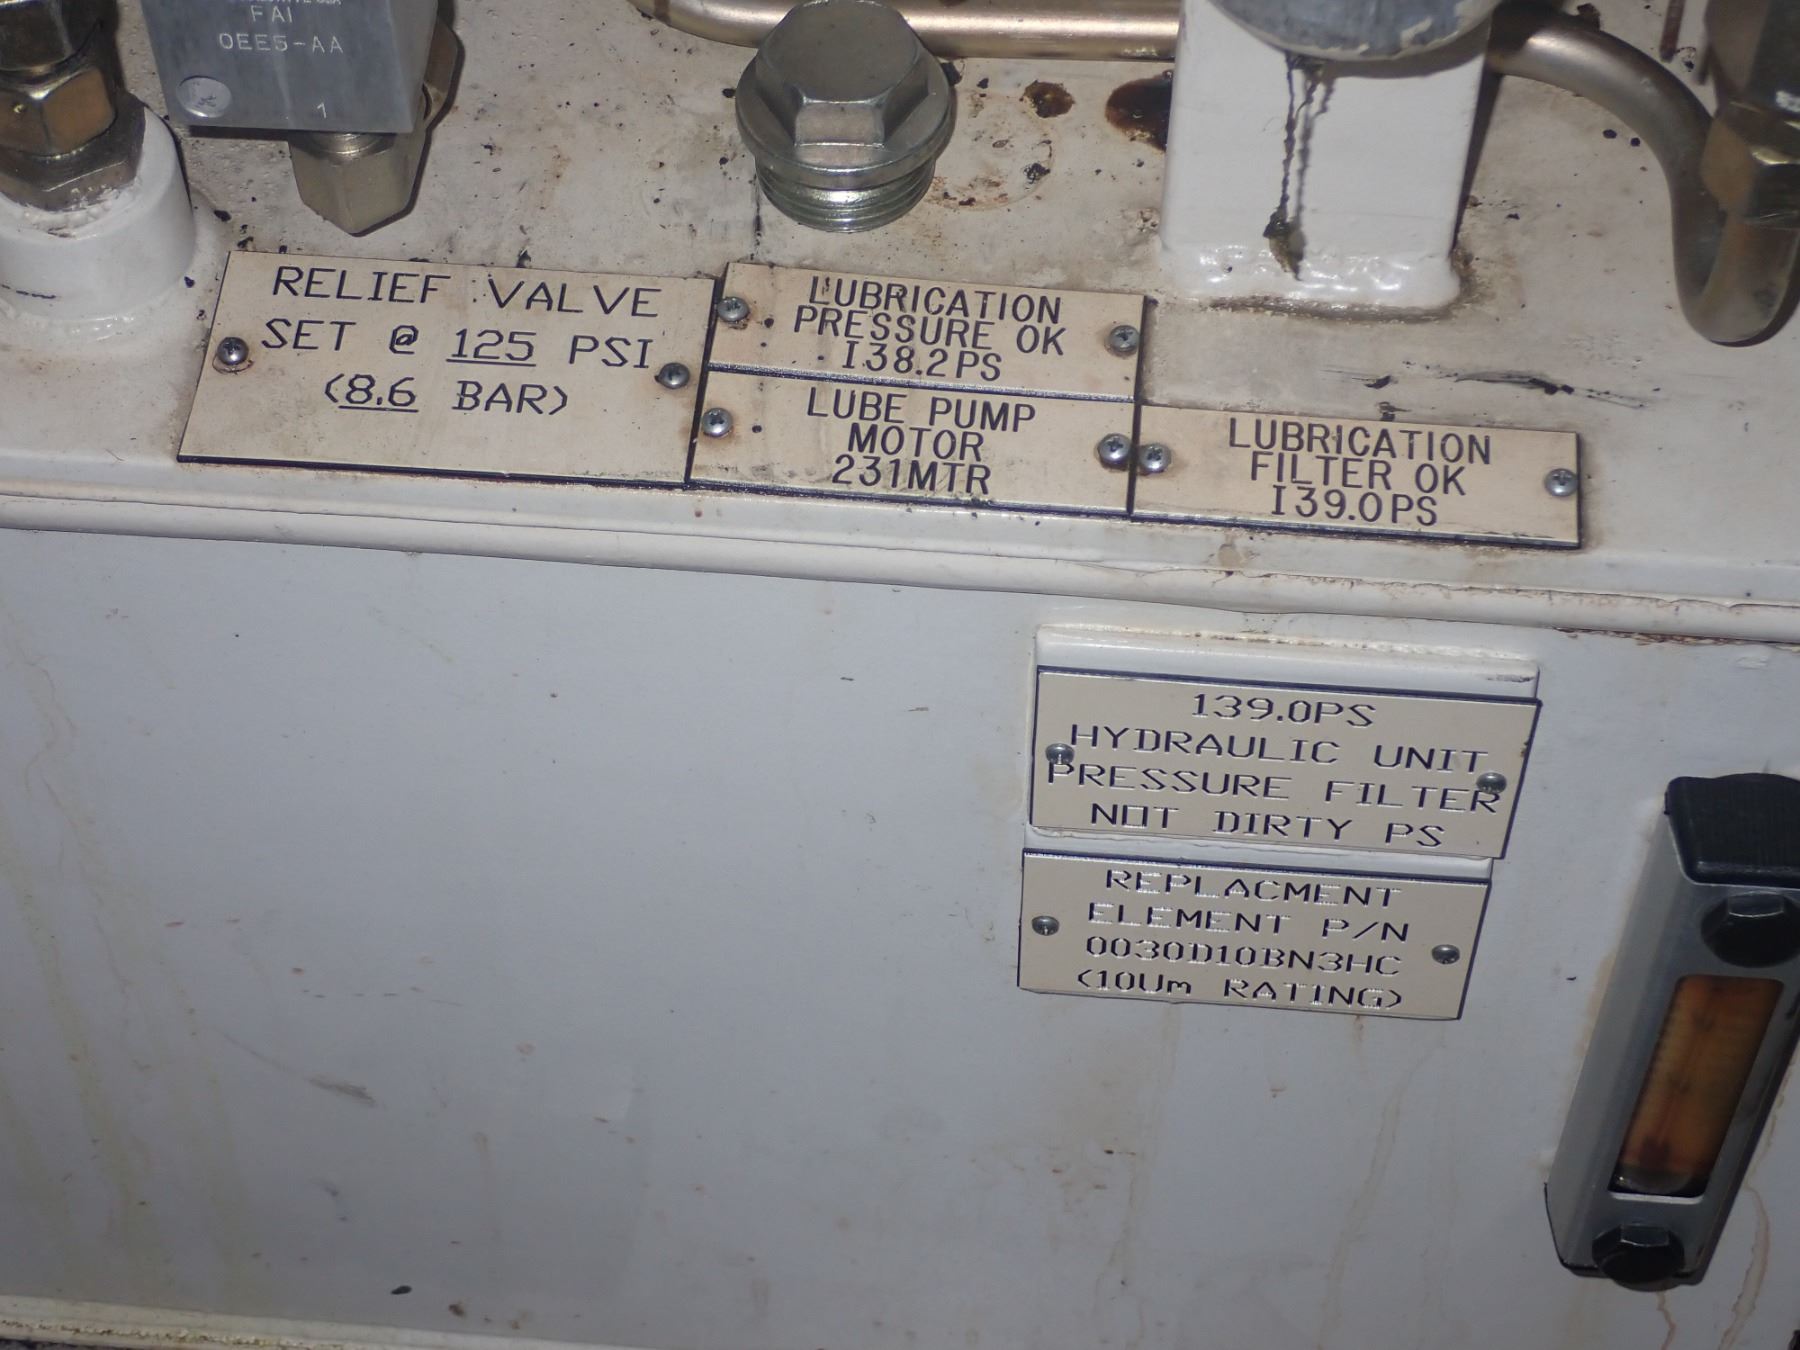 FAI
0EE5-AA
1
RELIEF VALVE
SET @ 125 PSI
(8.6 BAR)
LUBRICATION
PRESSURE OK
I38.2PS
LUBE PUMP
MOTOR
231MTR
LUBRICATION
FILTER OK
I39.0PS
139.0PS
HYDRAULIC UNIT
PRESSURE FILTER
NOT DIRTY PS
REPLACMENT
ELEMENT P/N
0030D10BN3HC
(10Um RATING)